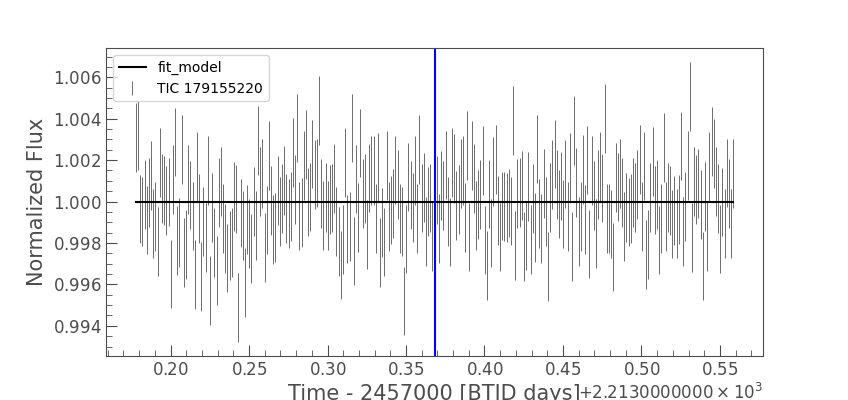 fit_model
TIC 179155220
Normalized Flux
1.006
1.004
1.002
1.000
0.998
0.996
0.994
0.20 0.25 0.30 0.35 0.40 0.45 0.50 0.55
Time - 2457000 [BTJD days]
+2.2130000000 × 10³